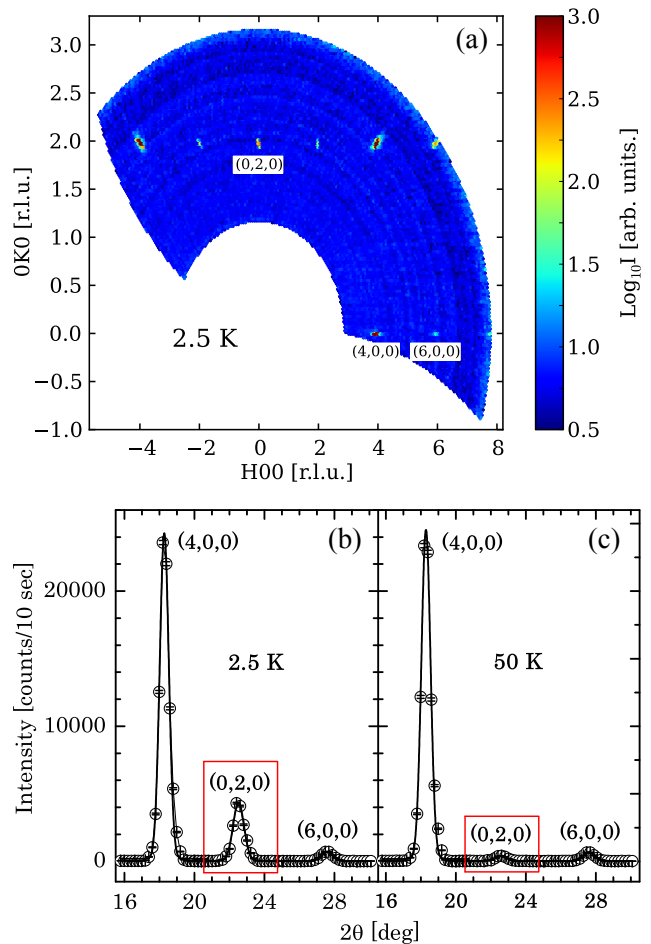 (a)
3.0
2.5
2.0
1.5
1.0
0.5
0.0
−0.5
−1.0
0K0 [r.l.u.]
(0,2,0)
2.5 K
(4,0,0) (6,0,0)
−4 −2 0 2 4 6 8
H00 [r.l.u.]
3.0
2.5
2.0
1.5
1.0
0.5
Log₁₀I [arb. units.]
(b)
(4,0,0)
2.5 K
(0,2,0)
(6,0,0)
(c)
(4,0,0)
50 K
(0,2,0)
(6,0,0)
20000
10000
0
Intensity [counts/10 sec]
16 20 24 28 16 20 24 28
2θ [deg]